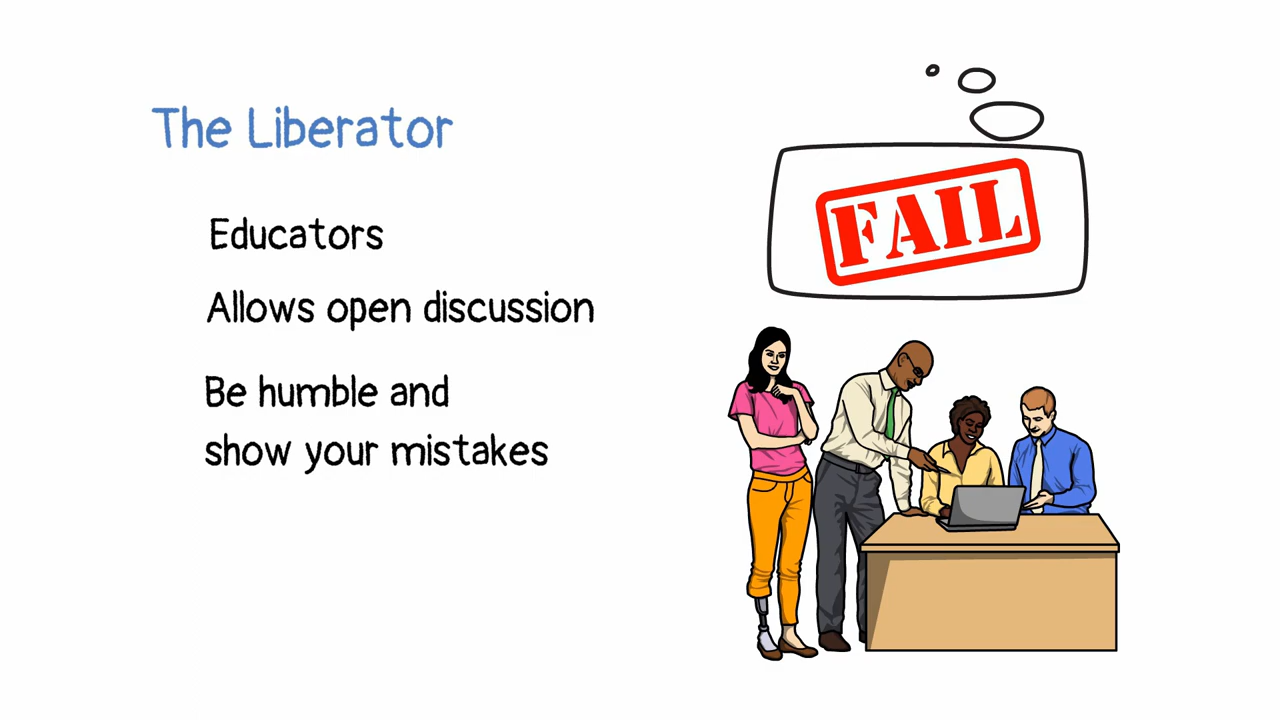 The Liberator
Educators
Allows open discussion
Be humble and
show your mistakes
FAIL